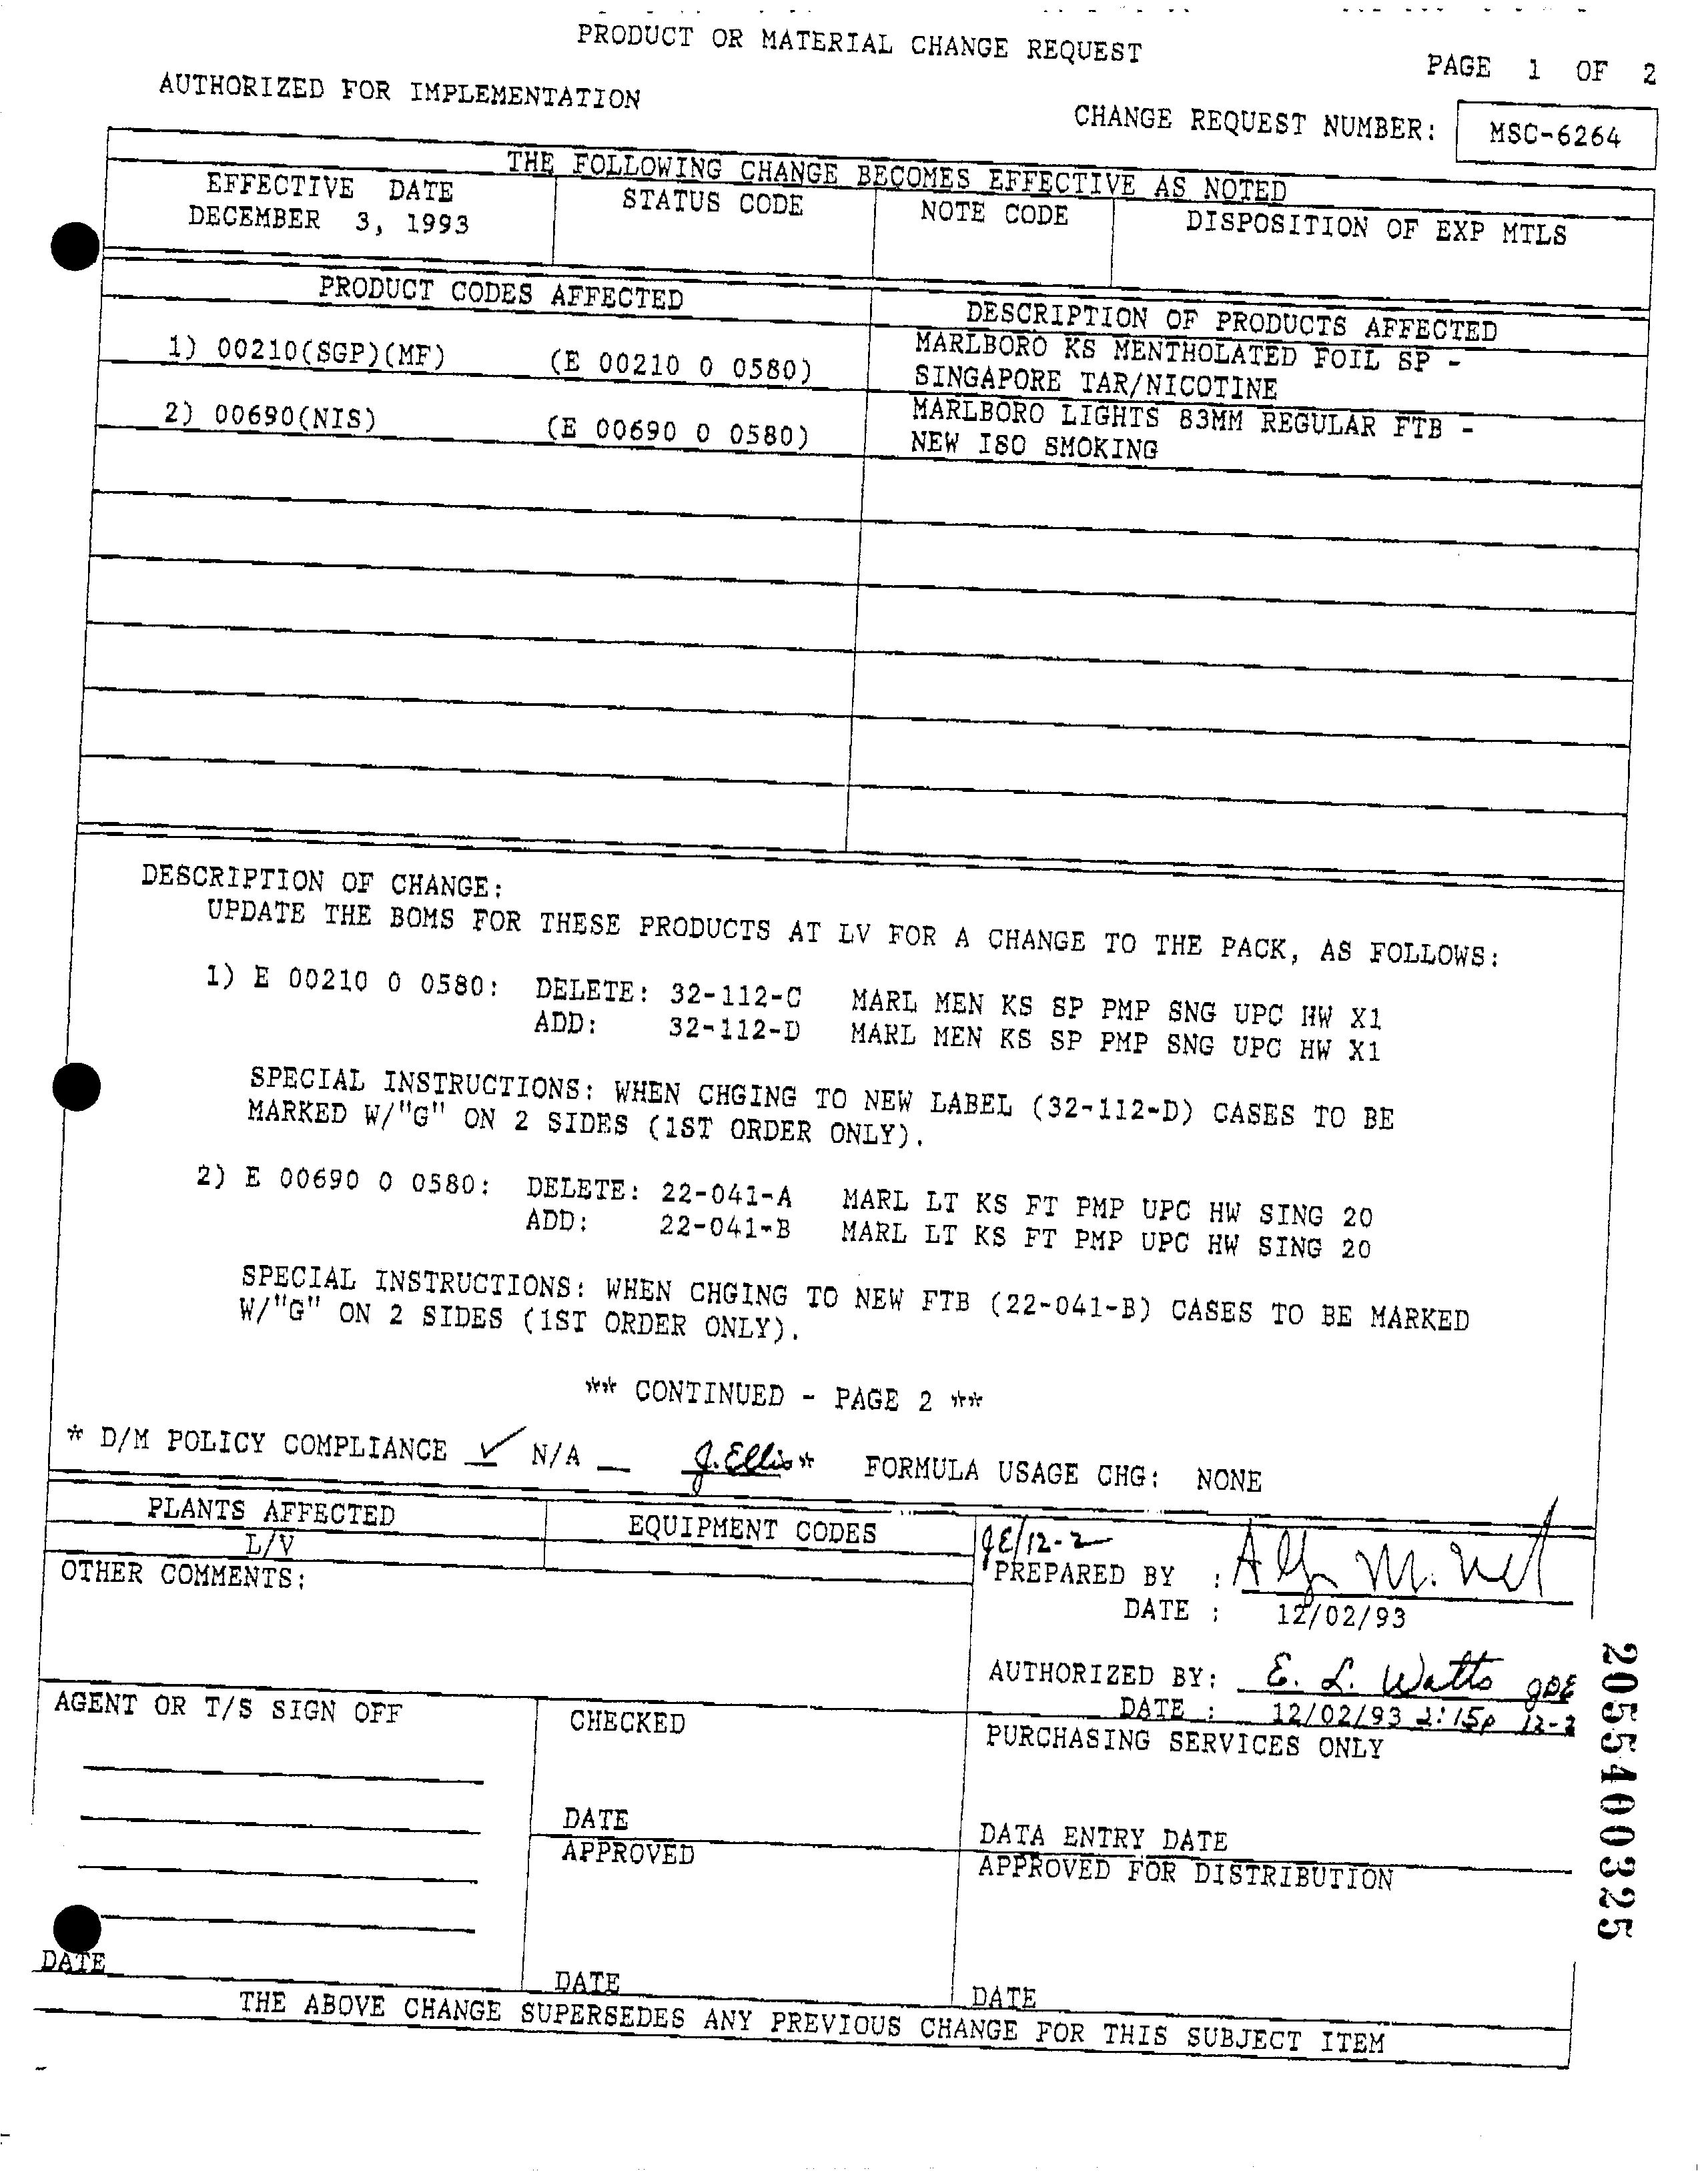 PRODUCT OR MATERIAL CHANGE REQUEST
PAGE 1 OF 2
AUTHORIZED FOR IMPLEMENTATION
CHANGE REQUEST NUMBER: MSC-6264
THE FOLLOWING CHANGE BECOMES EFFECTIVE AS NOTED
EFFECTIVE DATE STATUS CODE NOTE CODE DISPOSITION OF EXP MTLS
DECEMBER 3, 1993
PRODUCT CODES AFFECTED DESCRIPTION OF PRODUCTS AFFECTED
1) 00210(SGP)(MF) (E 00210 0 0580) MARLBORO KS MENTHOLATED FOIL SP -
SINGAPORE TAR/NICOTINE
2) 00690(NIS) (E 00690 0 0580) MARLBORO LIGHTS 83MM REGULAR FTB -
NEW ISO SMOKING
DESCRIPTION OF CHANGE:
UPDATE THE BOMS FOR THESE PRODUCTS AT LV FOR A CHANGE TO THE PACK, AS FOLLOWS:
1) E 00210 0 0580: DELETE: 32-112-C MARL MEN KS SP PMP SNG UPC HW X1
ADD: 32-112-D MARL MEN KS SP PMP SNG UPC HW X1
SPECIAL INSTRUCTIONS: WHEN CHGING TO NEW LABEL (32-112-D) CASES TO BE
MARKED W/"G" ON 2 SIDES (1ST ORDER ONLY).
2) E 00690 0 0580: DELETE: 22-041-A MARL LT KS FT PMP UPC HW SING 20
ADD: 22-041-B MARL LT KS FT PMP UPC HW SING 20
SPECIAL INSTRUCTIONS: WHEN CHGING TO NEW FTB (22-041-B) CASES TO BE MARKED
W/"G" ON 2 SIDES (1ST ORDER ONLY).
** CONTINUED - PAGE 2 **
* D/M POLICY COMPLIANCE ✓ N/A _ J. Ellis * FORMULA USAGE CHG: NONE
PLANTS AFFECTED EQUIPMENT CODES
L/V
JE/12-2
OTHER COMMENTS:
PREPARED BY :
DATE : 12/02/93
AUTHORIZED BY: E. L. Watts
DATE : 12/02/93 2:15p 12-2
AGENT OR T/S SIGN OFF CHECKED PURCHASING SERVICES ONLY
DATE DATA ENTRY DATE
APPROVED APPROVED FOR DISTRIBUTION
DATE DATE DATE
THE ABOVE CHANGE SUPERSEDES ANY PREVIOUS CHANGE FOR THIS SUBJECT ITEM
2055400325